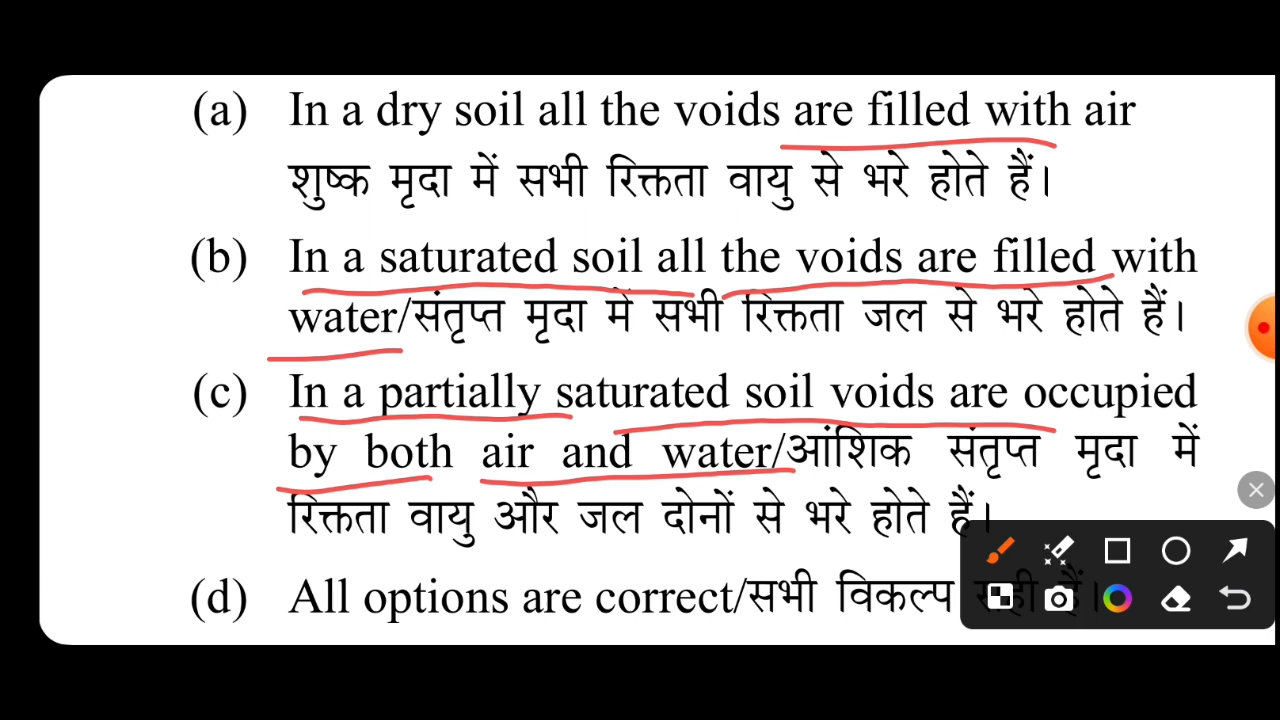 (a) In a dry soil all the voids are filled with air
शुष्क मृदा में सभी रिक्तता वायु से भरे होते हैं।
(b) In a saturated soil all the voids are filled with
water/संतृप्त मृदा में सभी रिक्तता जल से भरे होते हैं।
(c) In a partially saturated soil voids are occupied
by both air and water/आंशिक संतृप्त मृदा में
रिक्तता वायु और जल दोनों से भरे होते हैं।
(d) All options are correct/सभी विकल्प सही हैं।